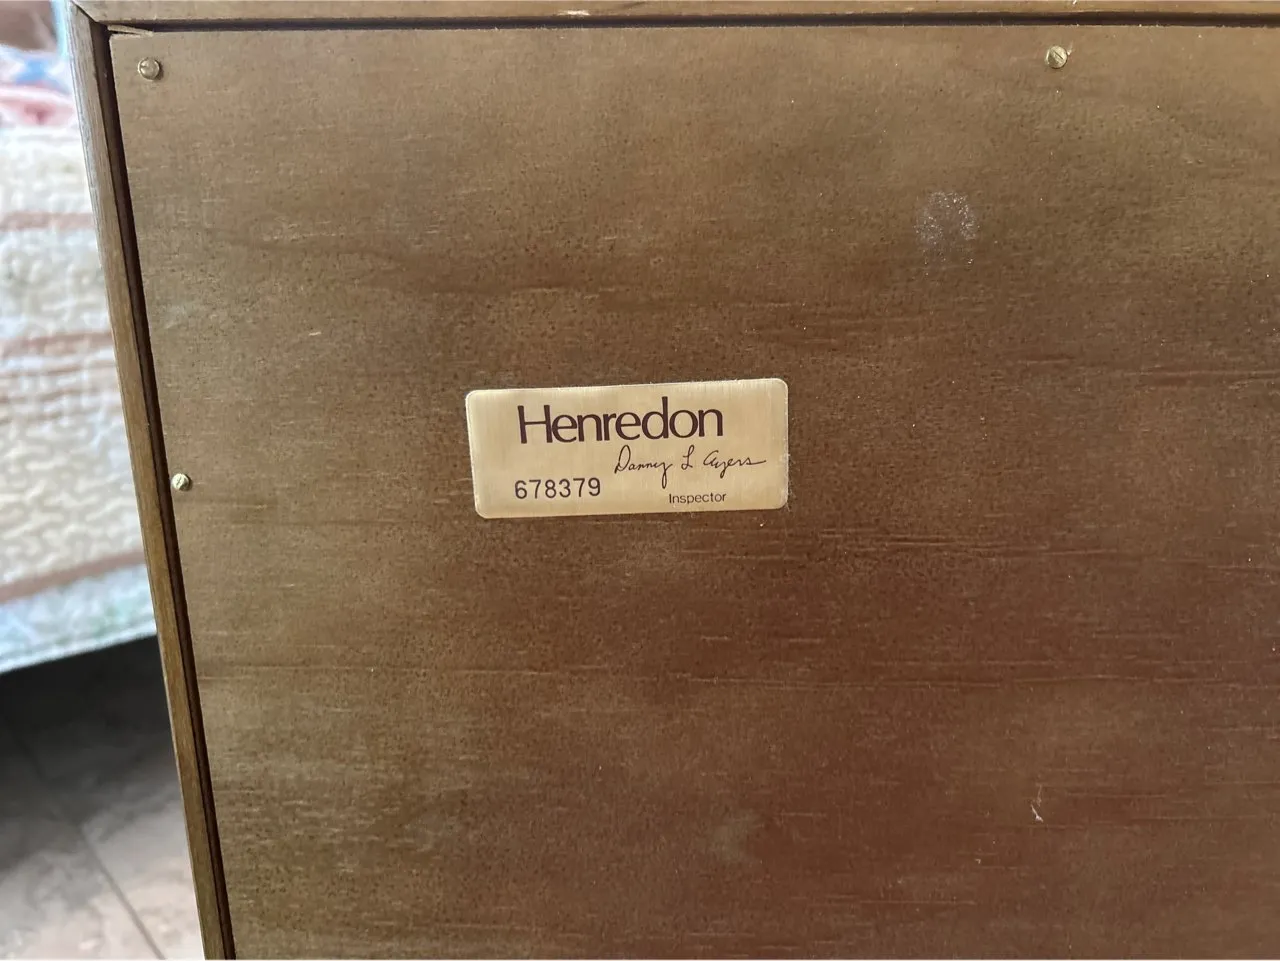 Henredon
Danny L Ayers
678379
Inspector